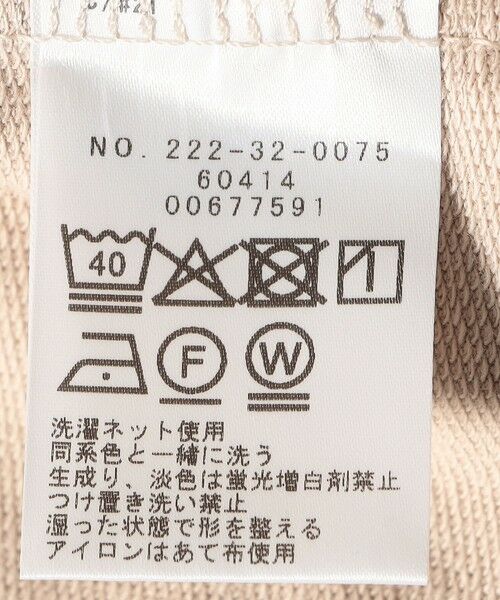 NO. 222-32-0075
60414
00677591
40
F W
洗濯ネット使用
同系色と一緒に洗う
生成り、淡色は蛍光増白剤禁止
つけ置き洗い禁止
湿った状態で形を整える
アイロンはあて布使用